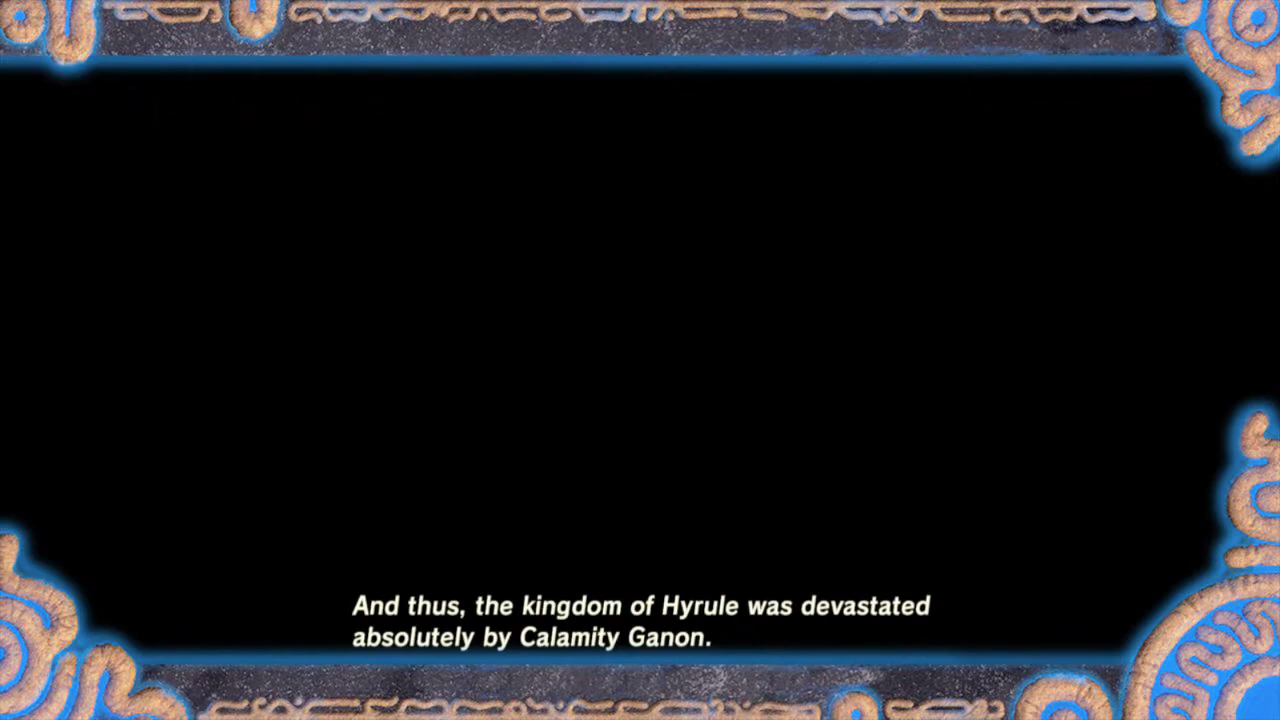 And thus, the kingdom of Hyrule was devastated
absolutely by Calamity Ganon.